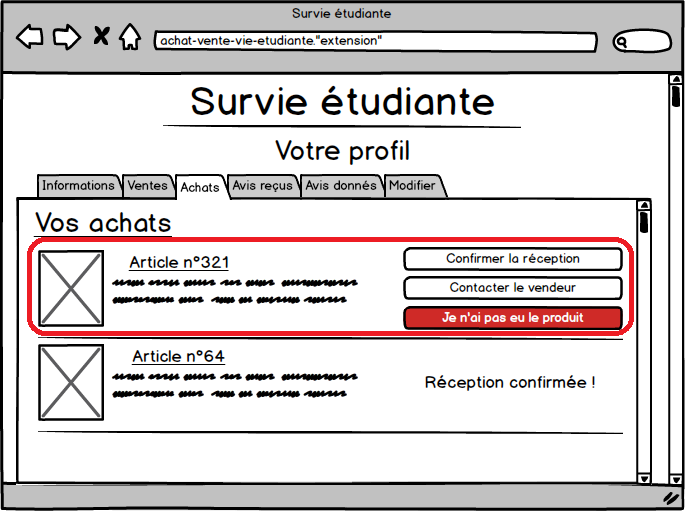 Survie étudiante
achat-vente-vie-etudiante."extension"
Survie étudiante
Votre profil
Informations Ventes Achats Avis reçus Avis donnés Modifier
Vos achats
Article n°321
Confirmer la réception
Contacter le vendeur
Je n'ai pas eu le produit
Article n°64
Réception confirmée !